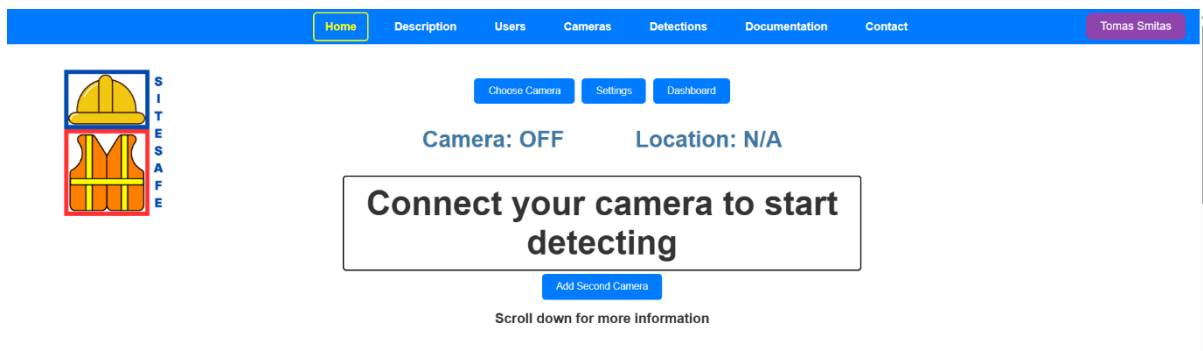 Home Description Users Cameras Detections Documentation Contact Tomas Smitas
SITESAFE
Choose Camera Settings Dashboard
Camera: OFF Location: N/A
Connect your camera to start
detecting
Add Second Camera
Scroll down for more information